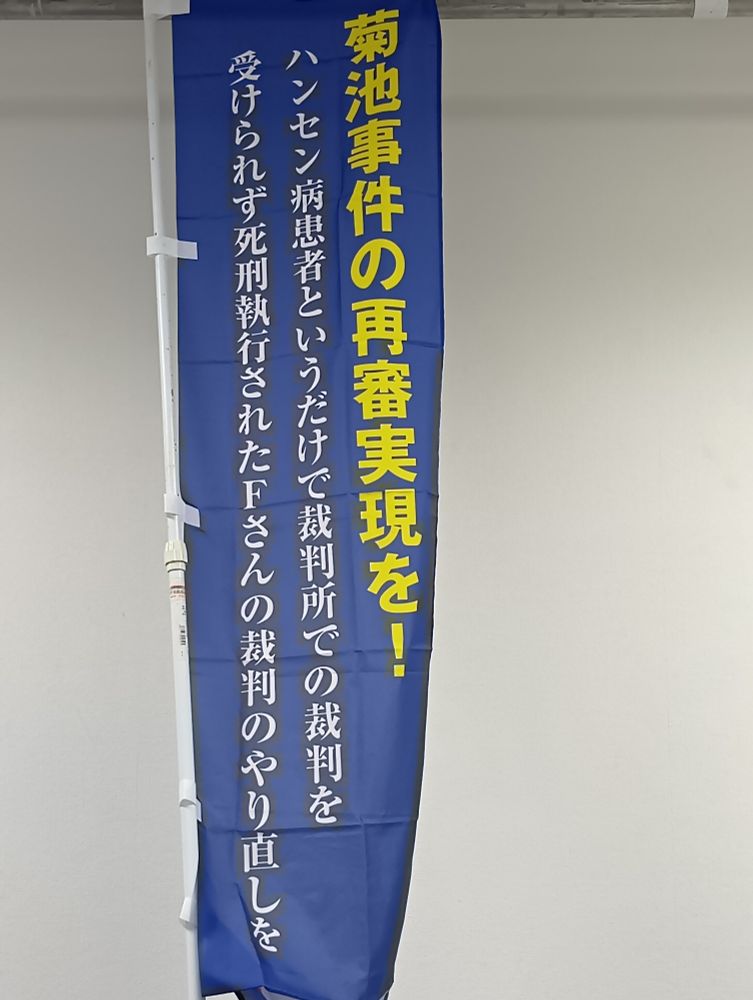 菊池事件の再審実現を!
ハンセン病患者というだけで裁判所での裁判を
受けられず死刑執行されたFさんの裁判のやり直しを